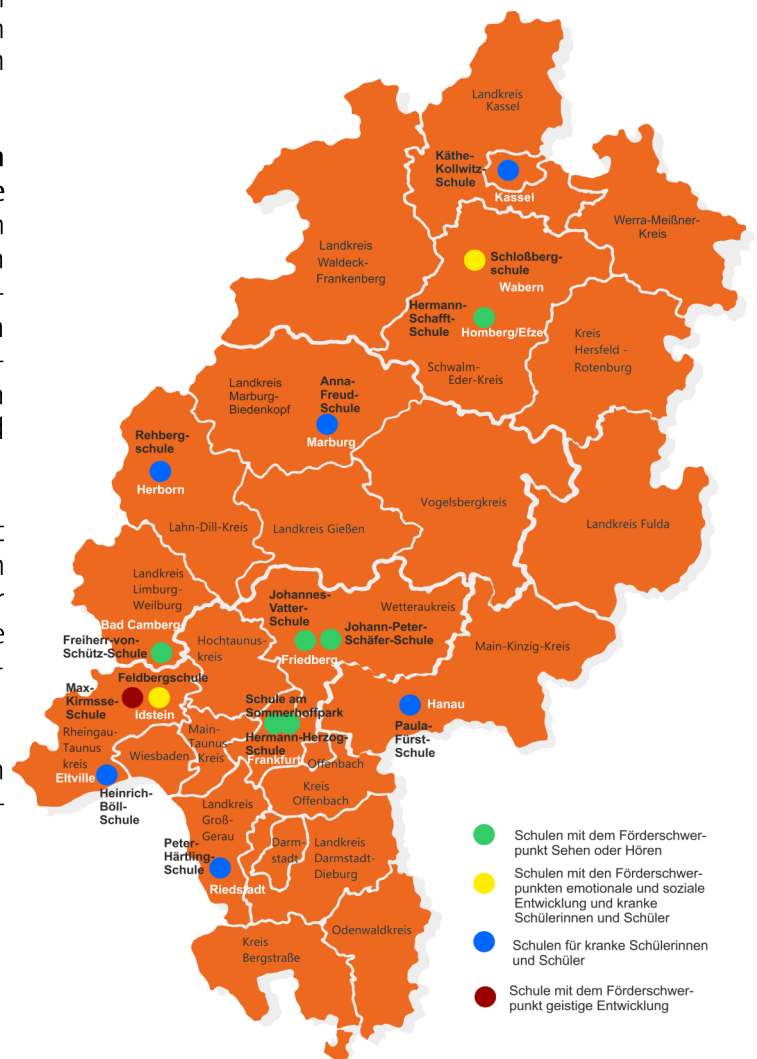 Landkreis
Kassel
Käthe-
Kollwitz-
Schule
Kassel
Werra-Meißner-
Kreis
Landkreis
Waldeck-
Frankenberg
Schloßberg-
schule
Wabern
Hermann-
Schafft-
Schule
Homberg/Efze
Kreis
Hersfeld -
Rotenburg
Schwalm-
Eder-Kreis
Landkreis
Marburg-
Biedenkopf
Anna-
Freud-
Schule
Marburg
Rehberg-
schule
Herborn
Lahn-Dill-Kreis
Landkreis Gießen
Vogelsbergkreis
Landkreis Fulda
Landkreis
Limburg-
Weilburg
Bad Camberg
Freiherr-von-
Schütz-Schule
Hochtaunus-
kreis
Johannes-
Vatter-
Schule
Wetteraukreis
Johann-Peter-
Schäfer-Schule
Friedberg
Main-Kinzig-Kreis
Feldbergschule
Max-
Kirmsse-
Schule
Idstein
Rheingau-
Taunus
kreis
Eltville
Heinrich-
Böll-
Schule
Wiesbaden
Main-
Taunus-
Kreis
Schule am
Sommerhoffpark
Hermann-Herzog-
Schule
Frankfurt
Offenbach
Hanau
Paula-
Fürst-
Schule
Kreis
Offenbach
Landkreis
Groß-
Gerau
Peter-
Härtling-
Schule
Riedstadt
Darm-
stadt
Landkreis
Darmstadt-
Dieburg
Odenwaldkreis
Kreis
Bergstraße
Schulen mit dem Förderschwer-
punkt Sehen oder Hören
Schulen mit den Förderschwer-
punkten emotionale und soziale
Entwicklung und kranke
Schülerinnen und Schüler
Schulen für kranke Schülerinnen
und Schüler
Schule mit dem Förderschwer-
punkt geistige Entwicklung